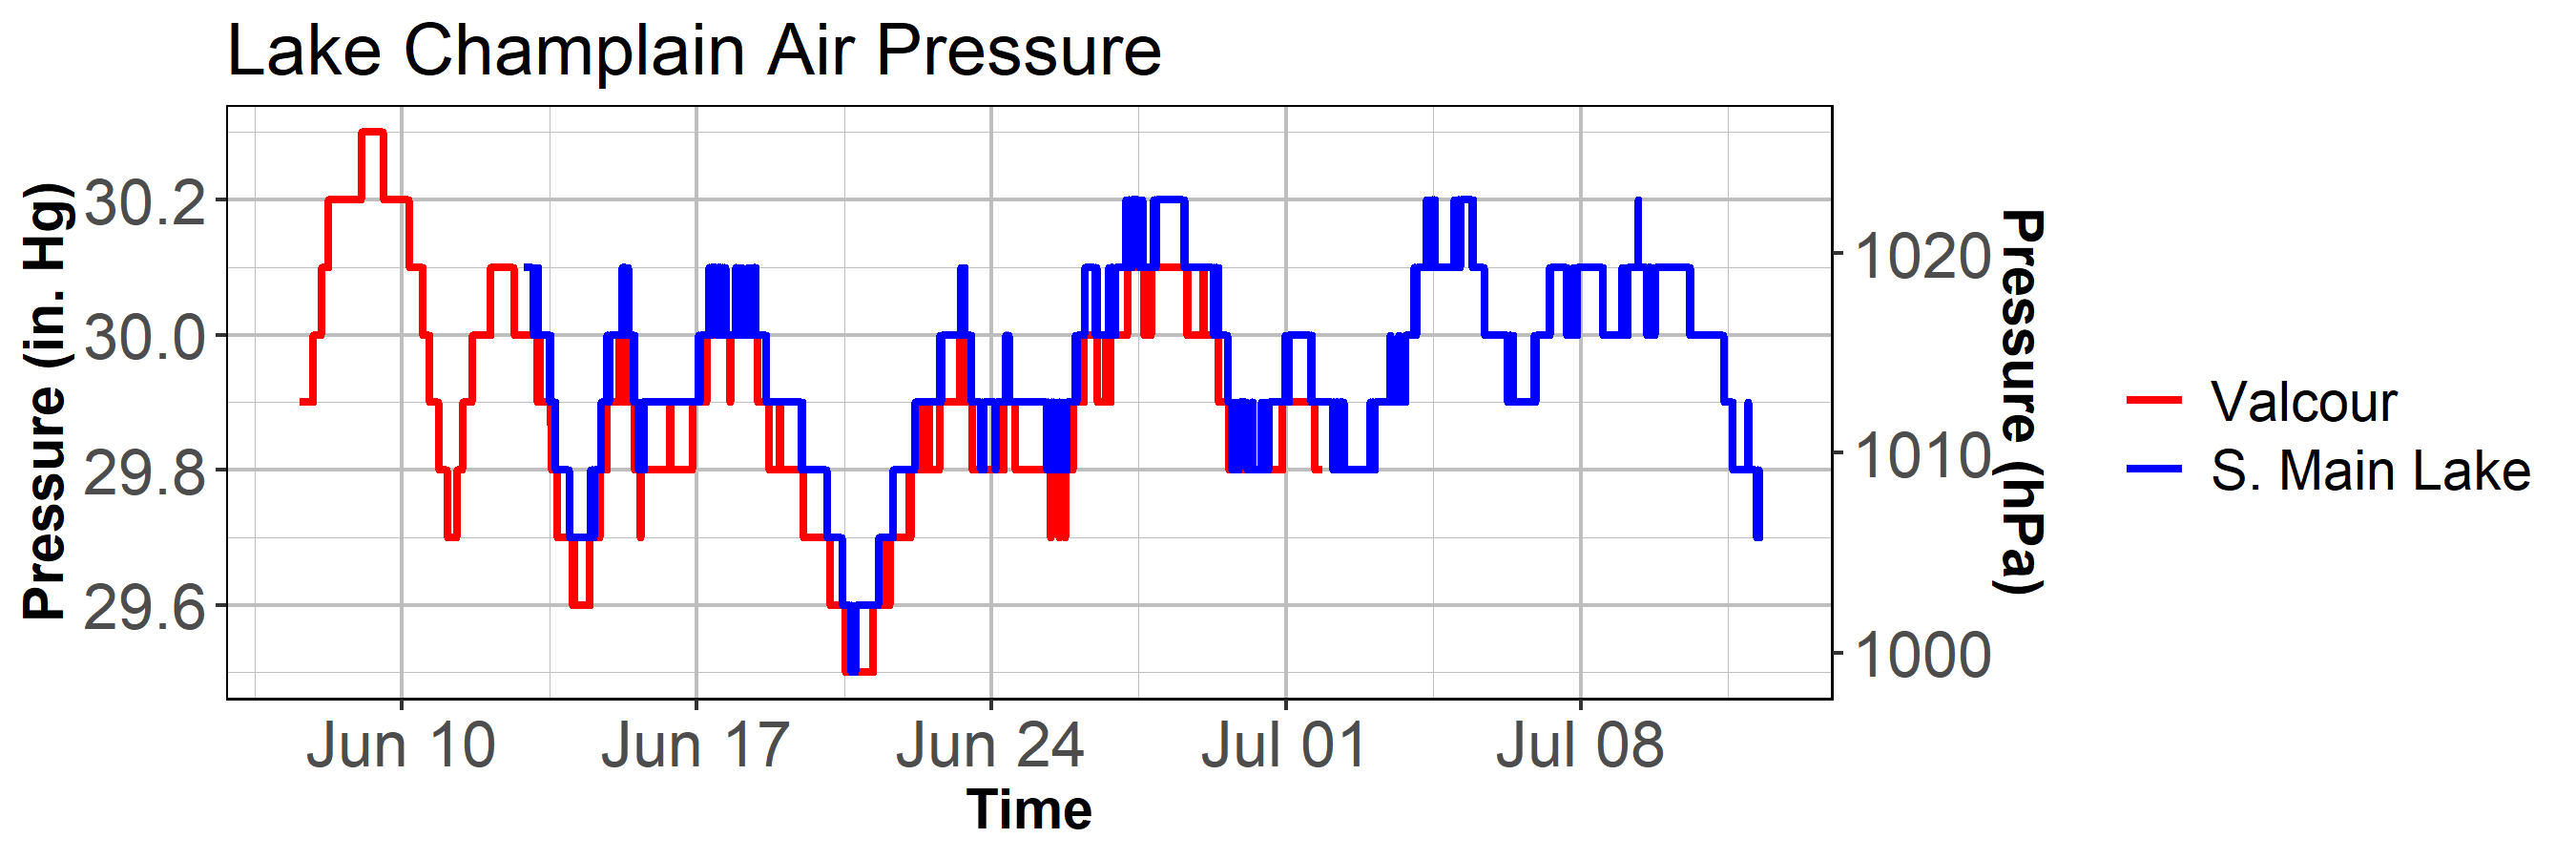 Lake Champlain Air Pressure
Pressure (in. Hg)
30.2
30.0
29.8
29.6
1020
1010
1000
Pressure (hPa)
Jun 10
Jun 17
Jun 24
Jul 01
Jul 08
Time
Valcour
S. Main Lake